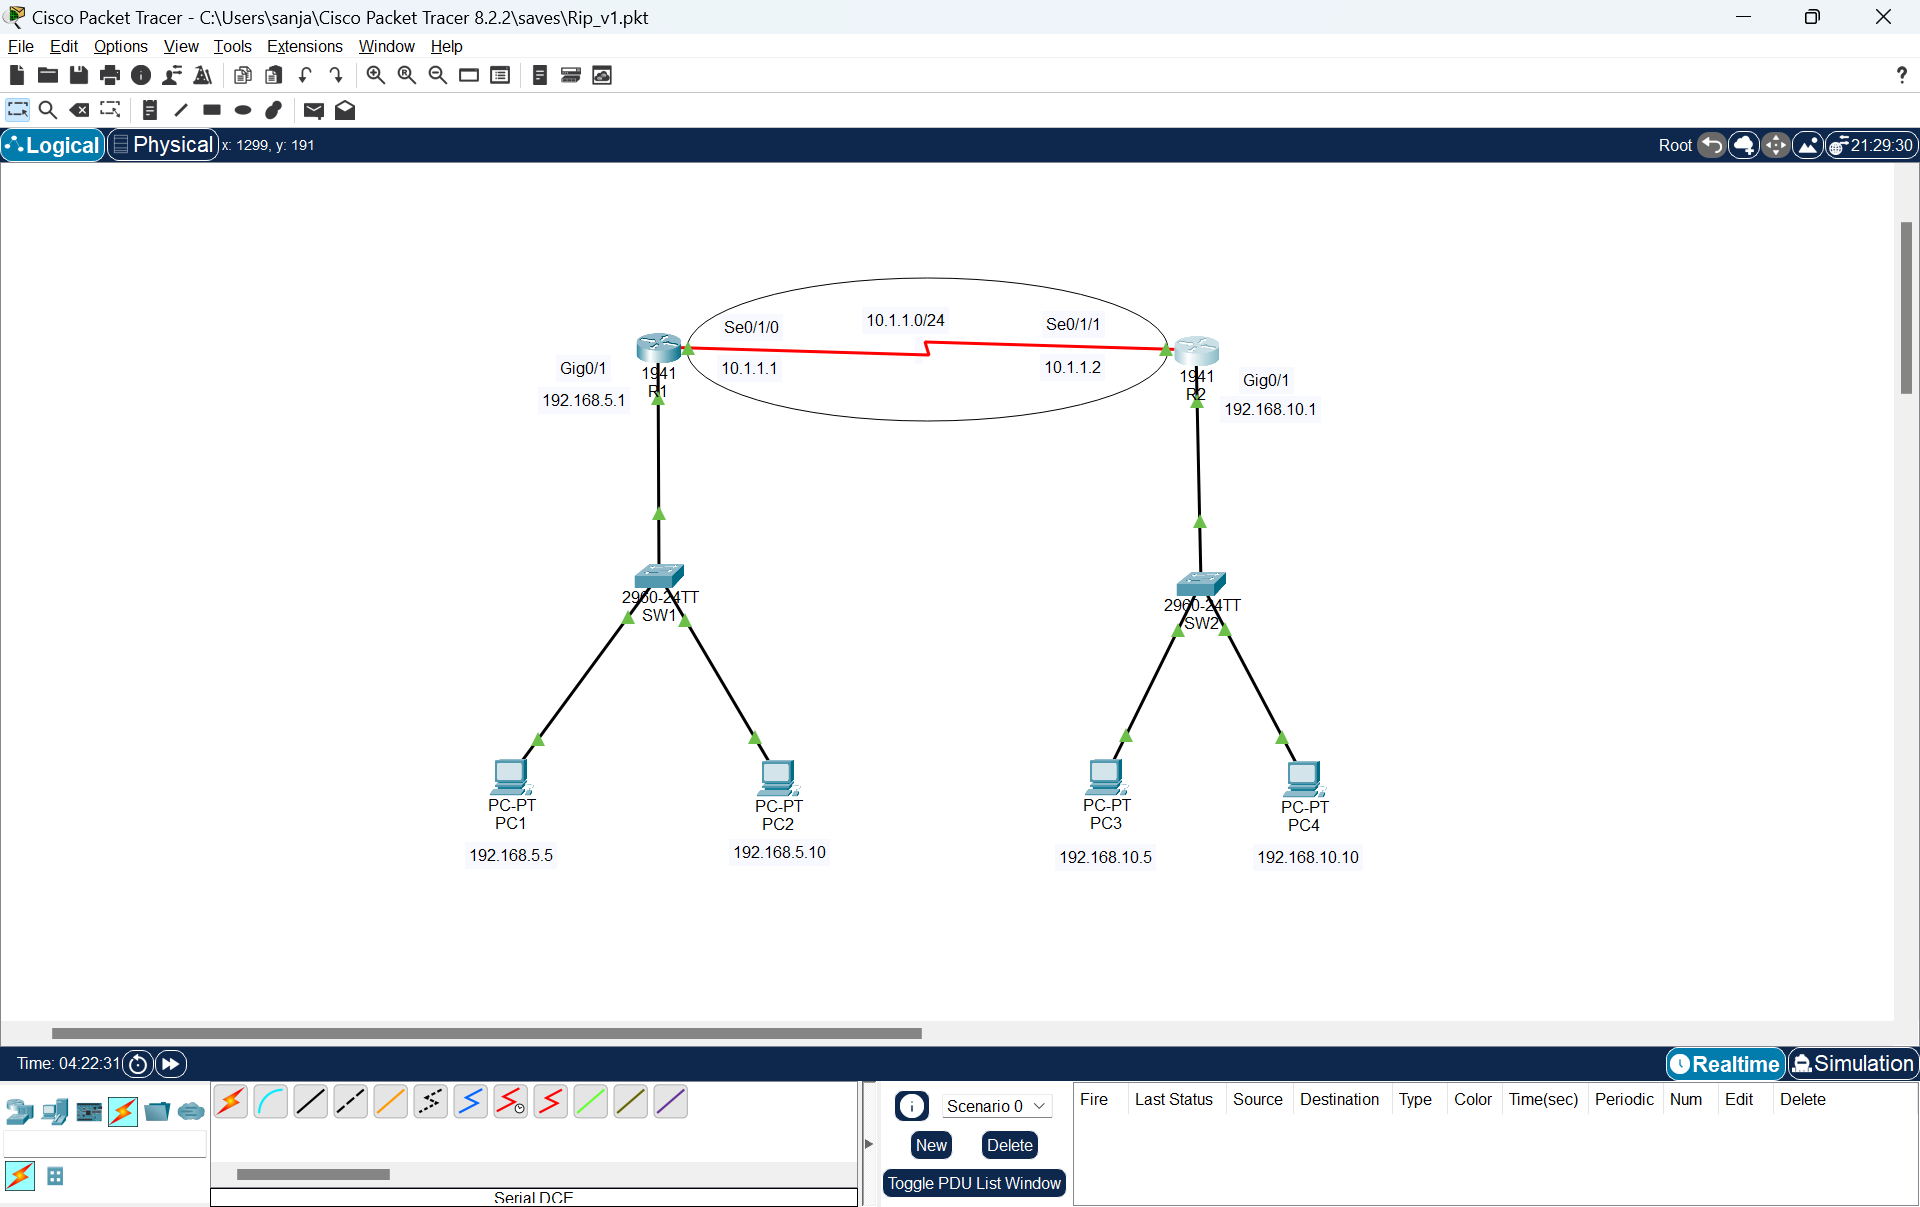 Cisco Packet Tracer - C:\Users\sanja\Cisco Packet Tracer 8.2.2\saves\Rip_v1.pkt
File Edit Options View Tools Extensions Window Help
?
Logical Physical x: 1299, y: 191 Root 21:29:30
Se0/1/0 10.1.1.0/24 Se0/1/1
Gig0/1 1941 10.1.1.1 10.1.1.2 1941 Gig0/1
R1 R2
192.168.5.1 192.168.10.1
2960-24TT 2960-24TT
SW1 SW2
PC-PT PC-PT PC-PT PC-PT
PC1 PC2 PC3 PC4
192.168.5.5 192.168.5.10 192.168.10.5 192.168.10.10
Time: 04:22:31 Realtime Simulation
Scenario 0 Fire Last Status Source Destination Type Color Time(sec) Periodic Num Edit Delete
New Delete
Toggle PDU List Window
Serial DCE